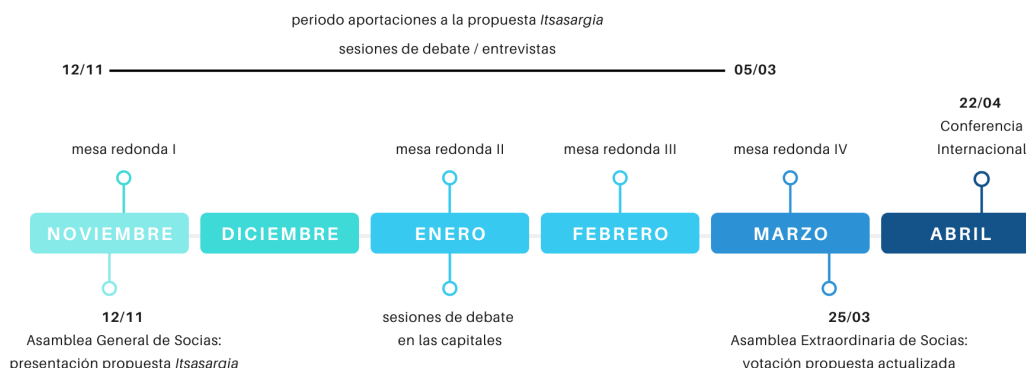 periodo aportaciones a la propuesta Itsasargia
sesiones de debate / entrevistas
12/11
05/03
22/04
Conferencia
Internacional
mesa redonda I
mesa redonda II
mesa redonda III
mesa redonda IV
NOVIEMBRE
DICIEMBRE
ENERO
FEBRERO
MARZO
ABRIL
12/11
Asamblea General de Socias:
presentación propuesta Itsasargia
sesiones de debate
en las capitales
25/03
Asamblea Extraordinaria de Socias:
votación propuesta actualizada